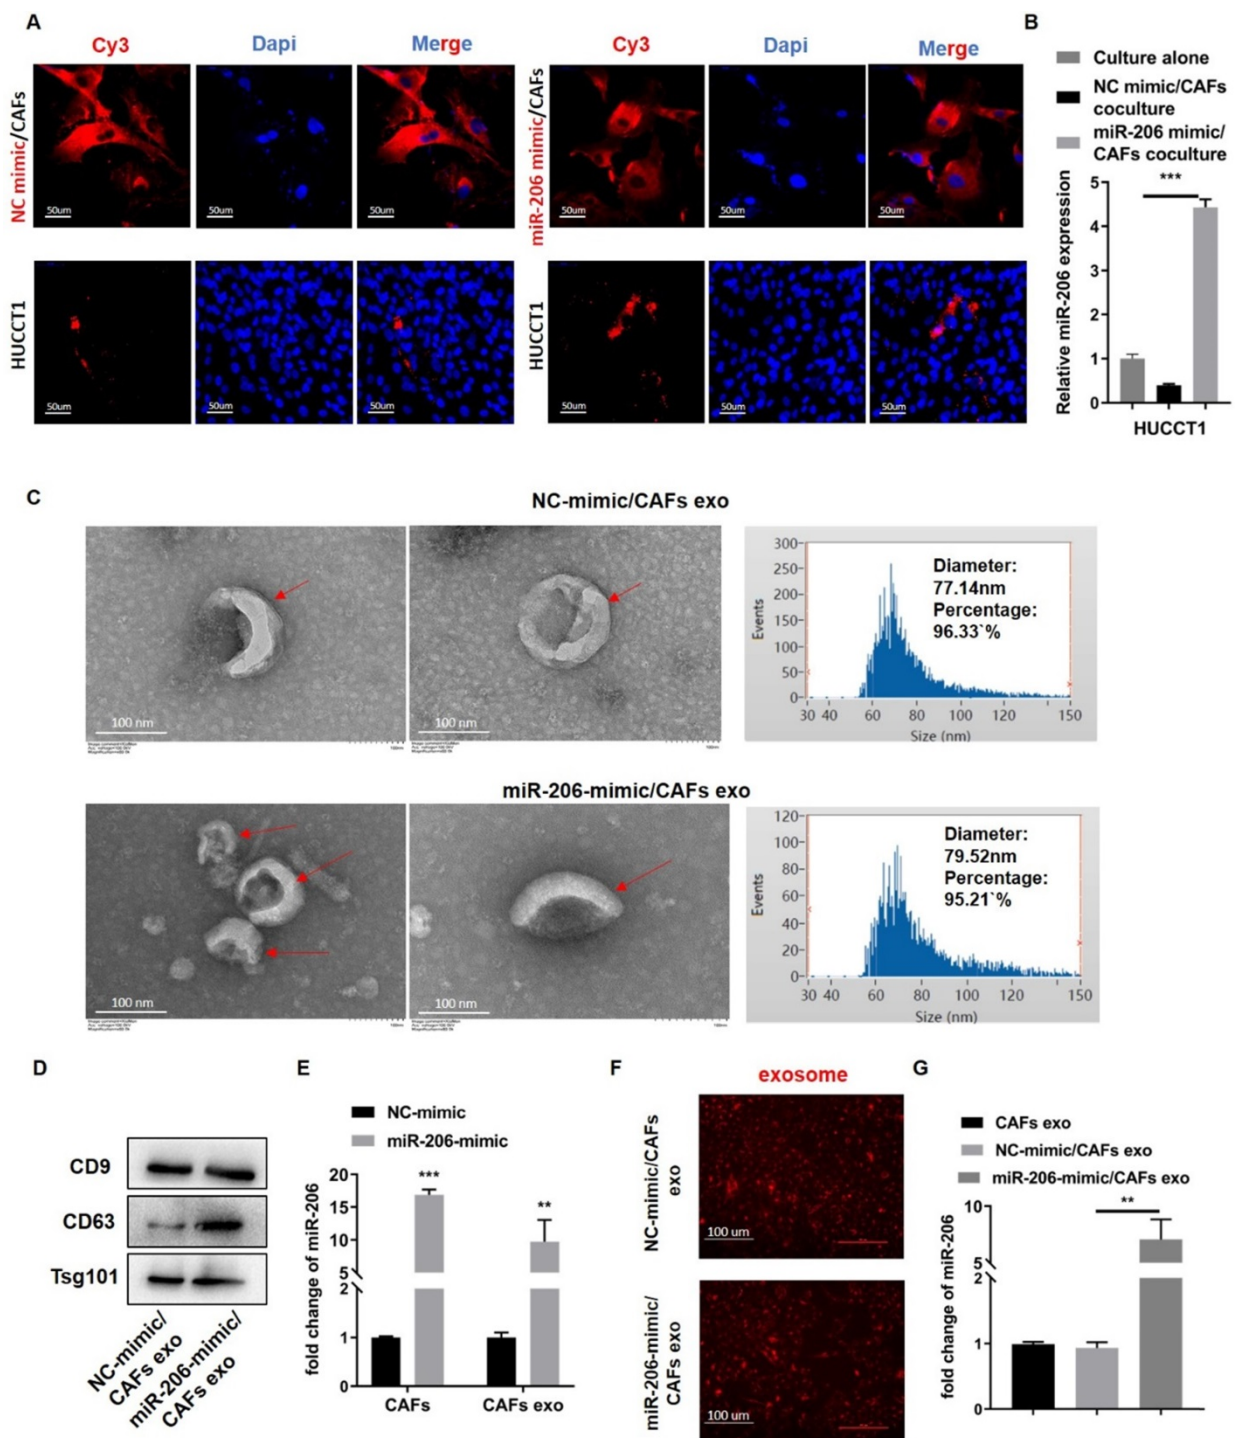 A
Cy3 Dapi Merge Cy3 Dapi Merge
NC mimic/CAFs
50um 50um 50um
miR-206 mimic/CAFs
50um 50um 50um
HUCCT1
50um 50um 50um
HUCCT1
50um 50um 50um
B
Culture alone
NC mimic/CAFs
coculture
miR-206 mimic/
CAFs coculture
***
Relative miR-206 expression
5
4
3
2
1
0
HUCCT1
C
NC-mimic/CAFs exo
100 nm
100 nm
Events
300
250
200
150
100
50
0
Diameter:
77.14nm
Percentage:
96.33`%
30 40 60 80 100 120 150
Size (nm)
miR-206-mimic/CAFs exo
100 nm
100 nm
Events
120
100
80
60
40
20
0
Diameter:
79.52nm
Percentage:
95.21`%
30 40 60 80 100 120 150
Size (nm)
D
CD9
CD63
Tsg101
NC-mimic/
CAFs exo
miR-206-mimic/
CAFs exo
E
NC-mimic
miR-206-mimic
fold change of miR-206
20
15
10
5
2
1
0
***
**
CAFs CAFs exo
F
exosome
NC-mimic/CAFs
exo
100 um
miR-206-mimic/
CAFs exo
100 um
G
CAFs exo
NC-mimic/CAFs exo
miR-206-mimic/CAFs exo
**
fold change of miR-206
10
5
2
1
0